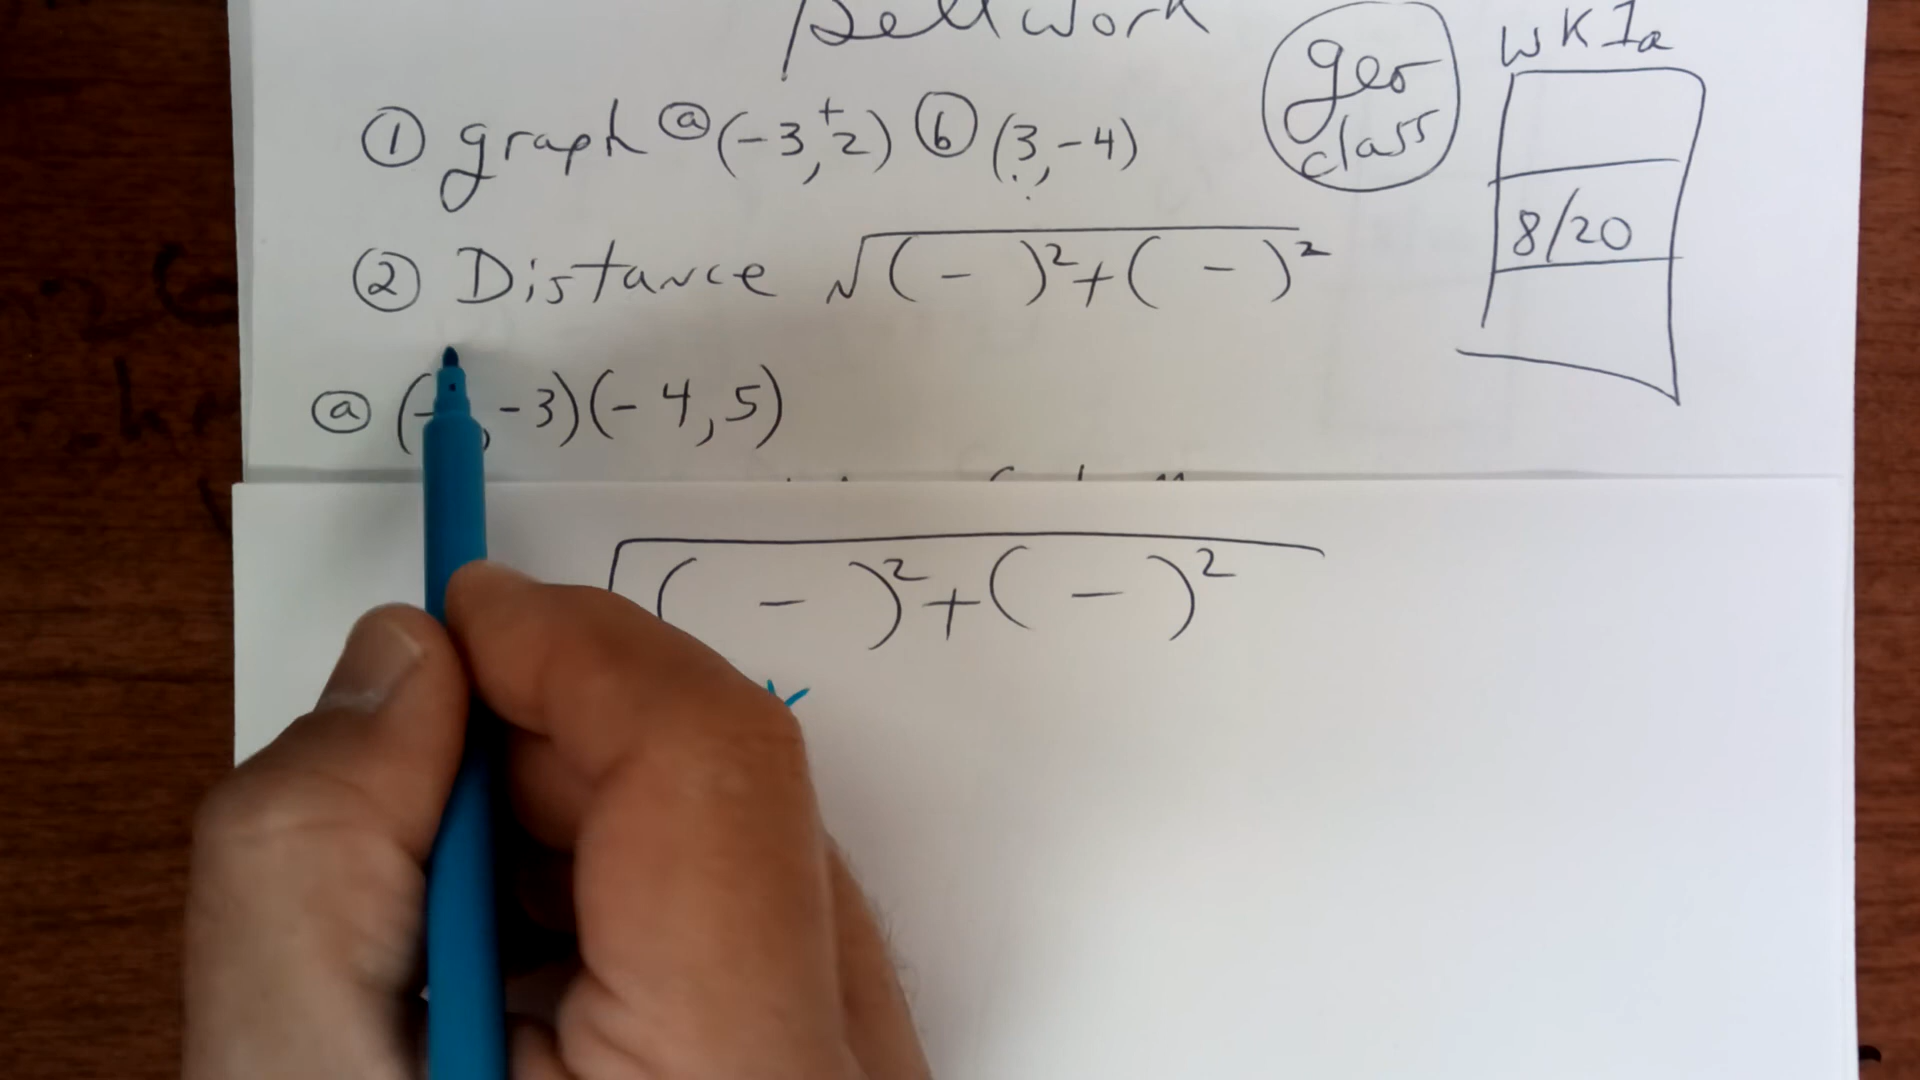 Bellwork
geo
class
WK 1a
① graph ⓐ (-3,+2) ⓑ (3,-4)
8/20
② Distance √(-)²+(-)²
ⓐ (- , -3)(-4,5)
√(-)²+(-)²